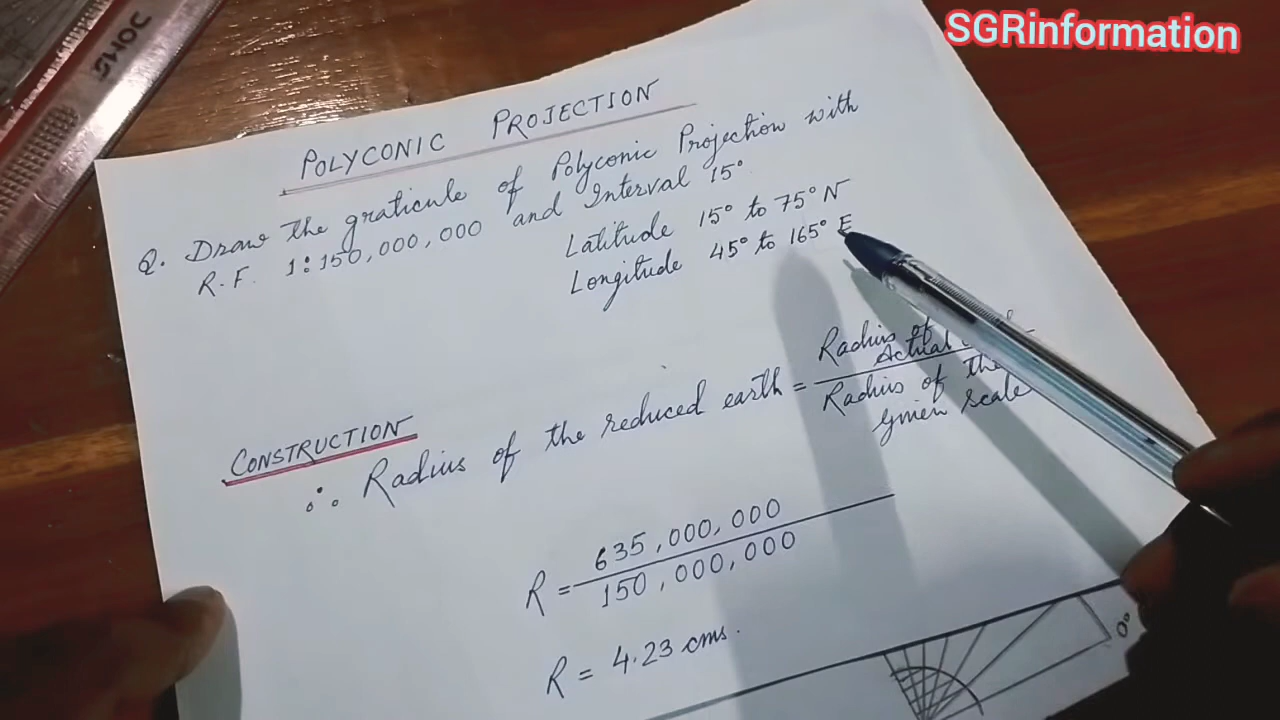 SGRinformation
DOMS
POLYCONIC PROJECTION
Q. Draw the graticule of Polyconic Projection with
R.F. 1:150,000,000 and Interval 15°
Latitude 15° to 75° N
Longitude 45° to 165° E
CONSTRUCTION
∴ Radius of the reduced earth = Radius of
Actual
Radius of the
given scale
R = 635,000,000
150,000,000
R = 4.23 cms.
0°